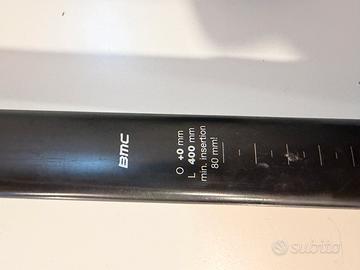 BMC
O +0 mm
L 400 mm
min. insertion
80 mm!
subito